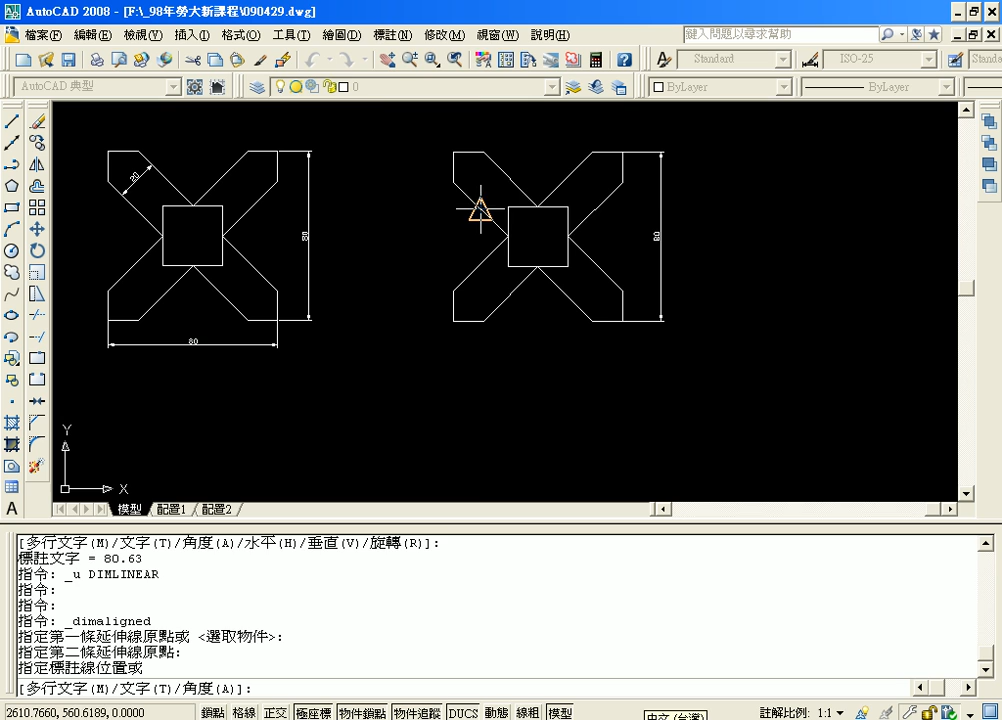 AutoCAD 2008 - [F:\_98年勞大新課程\090429.dwg]
檔案(F) 編輯(E) 檢視(V) 插入(I) 格式(O) 工具(T) 繪圖(D) 標註(N) 修改(M) 視窗(W) 說明(H) 鍵入問題以尋求幫助
Standard ISO-25 Standa
AutoCAD 典型 0 ByLayer ByLayer
20
80
80
80
Y
X
A
模型 配置1 配置2
[多行文字(M)/文字(T)/角度(A)/水平(H)/垂直(V)/旋轉(R)]:
標註文字 = 80.63
指令: _u DIMLINEAR
指令:
指令:
指令: _dimaligned
指定第一條延伸線原點或 <選取物件>:
指定第二條延伸線原點:
指定標註線位置或
[多行文字(M)/文字(T)/角度(A)]:
2610.7660, 560.6189, 0.0000 鎖點 格線 正交 極座標 物件鎖點 物件追蹤 DUCS 動態 線粗 模型 中文 (台灣) 註解比例: 1:1